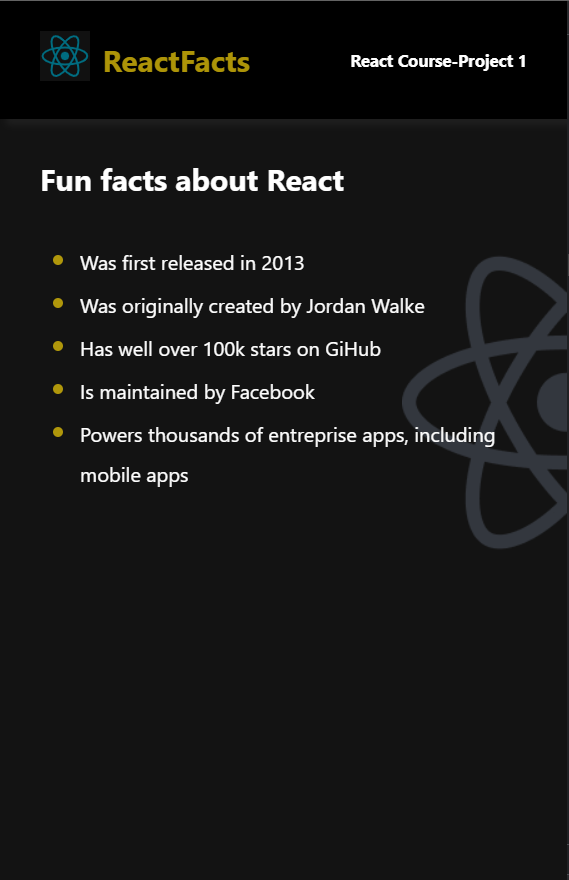 ReactFacts
React Course-Project 1
Fun facts about React
Was first released in 2013
Was originally created by Jordan Walke
Has well over 100k stars on GiHub
Is maintained by Facebook
Powers thousands of entreprise apps, including
mobile apps